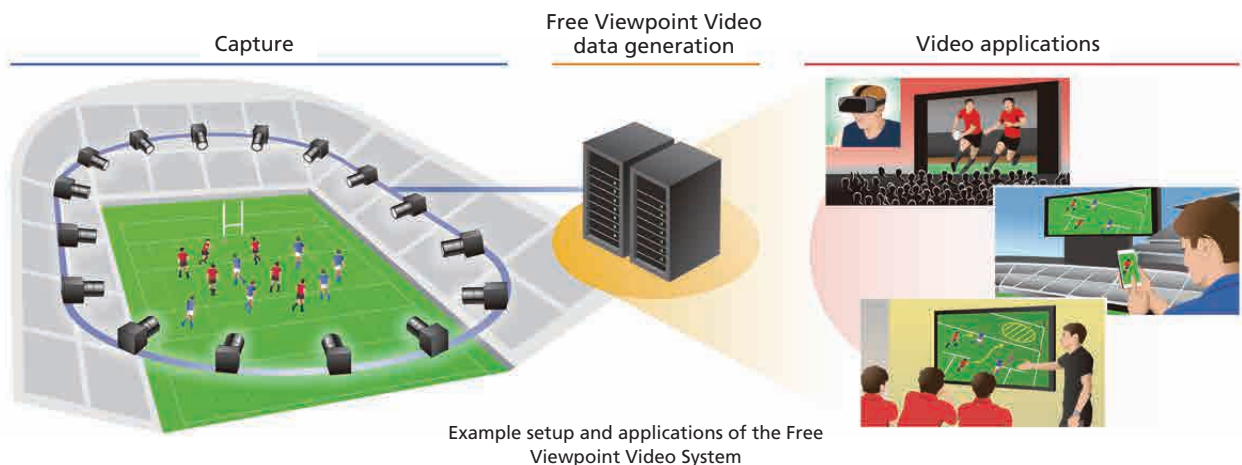 Capture
Free Viewpoint Video
data generation
Video applications
Example setup and applications of the Free
Viewpoint Video System